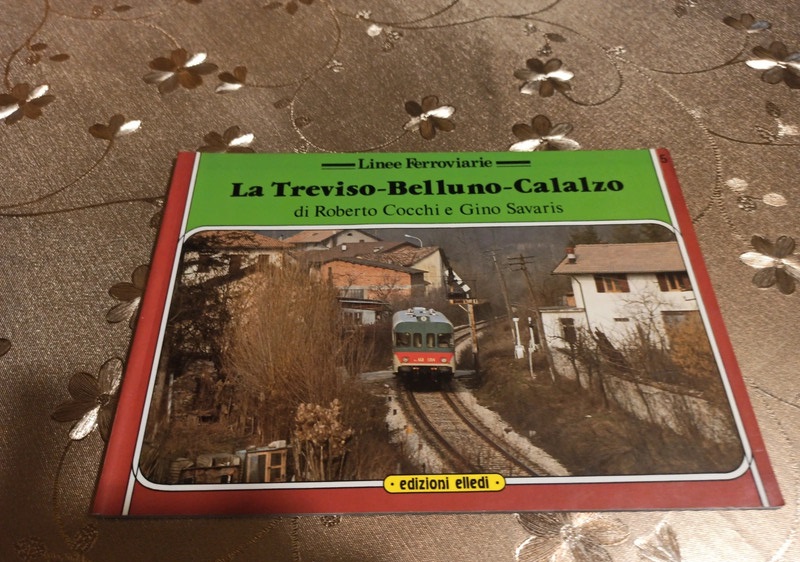 Linee Ferroviarie
5
La Treviso-Belluno-Calalzo
di Roberto Cocchi e Gino Savaris
· edizioni elledi ·